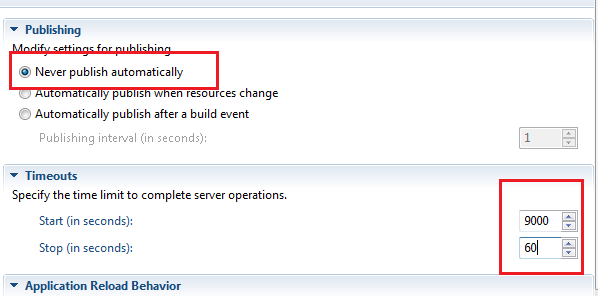 Publishing
Modify settings for publishing.
Never publish automatically
Automatically publish when resources change
Automatically publish after a build event
Publishing interval (in seconds):
1
Timeouts
Specify the time limit to complete server operations.
Start (in seconds):
9000
Stop (in seconds):
60
Application Reload Behavior